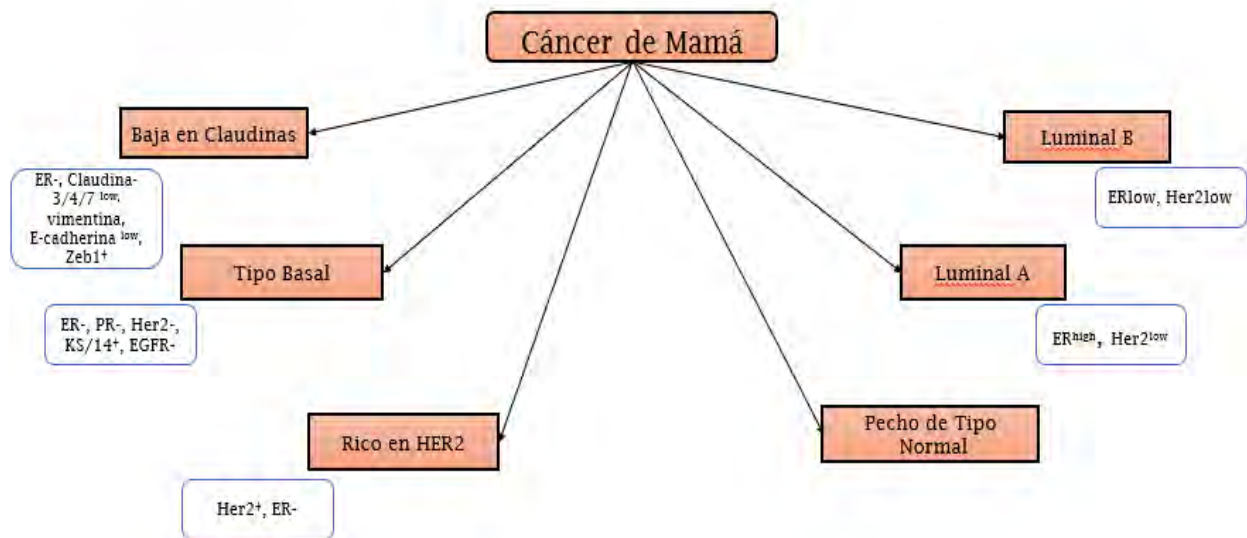 Cáncer de Mamá
Baja en Claudinas
ER-, Claudina-
3/4/7 low,
vimentina,
E-cadherina low,
Zeb1+
Tipo Basal
ER-, PR-, Her2-,
KS/14+, EGFR-
Rico en HER2
Her2+, ER-
Luminal B
ERlow, Her2low
Luminal A
ERhigh, Her2low
Pecho de Tipo
Normal